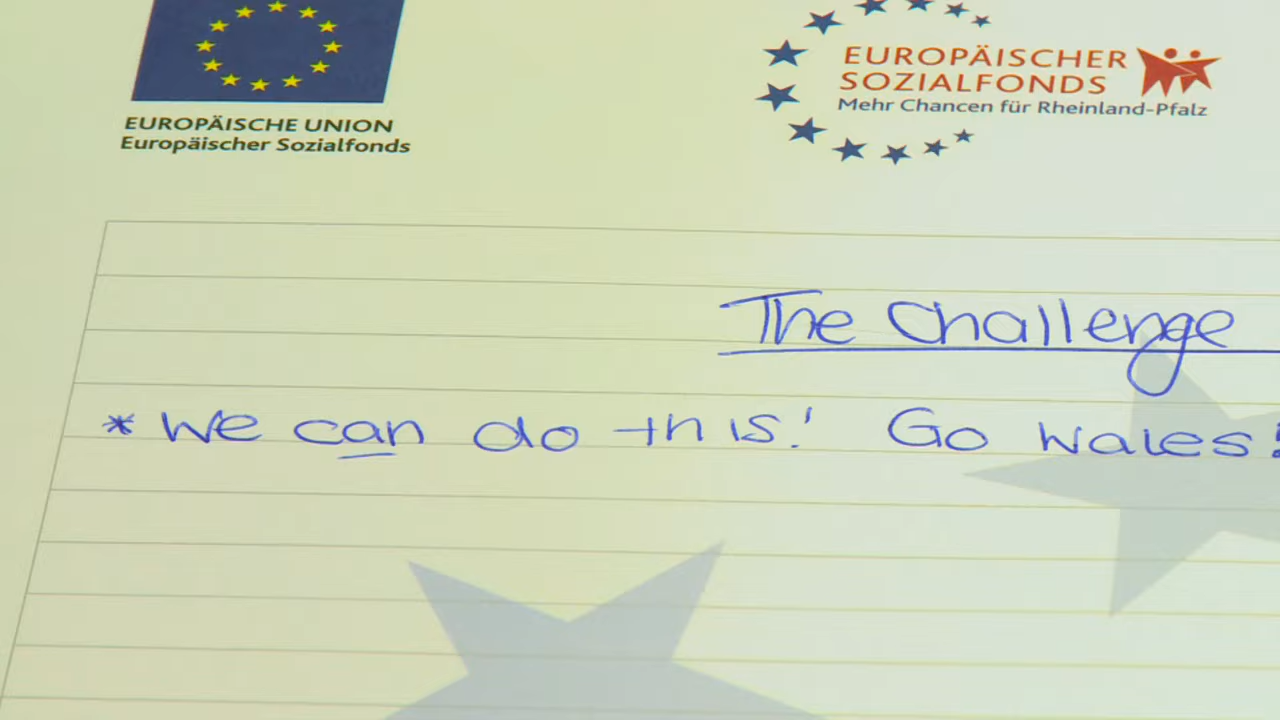 EUROPÄISCHE UNION
Europäischer Sozialfonds
EUROPÄISCHER
SOZIALFONDS
Mehr Chancen für Rheinland-Pfalz
The Challenge
* We can do this! Go Wales!